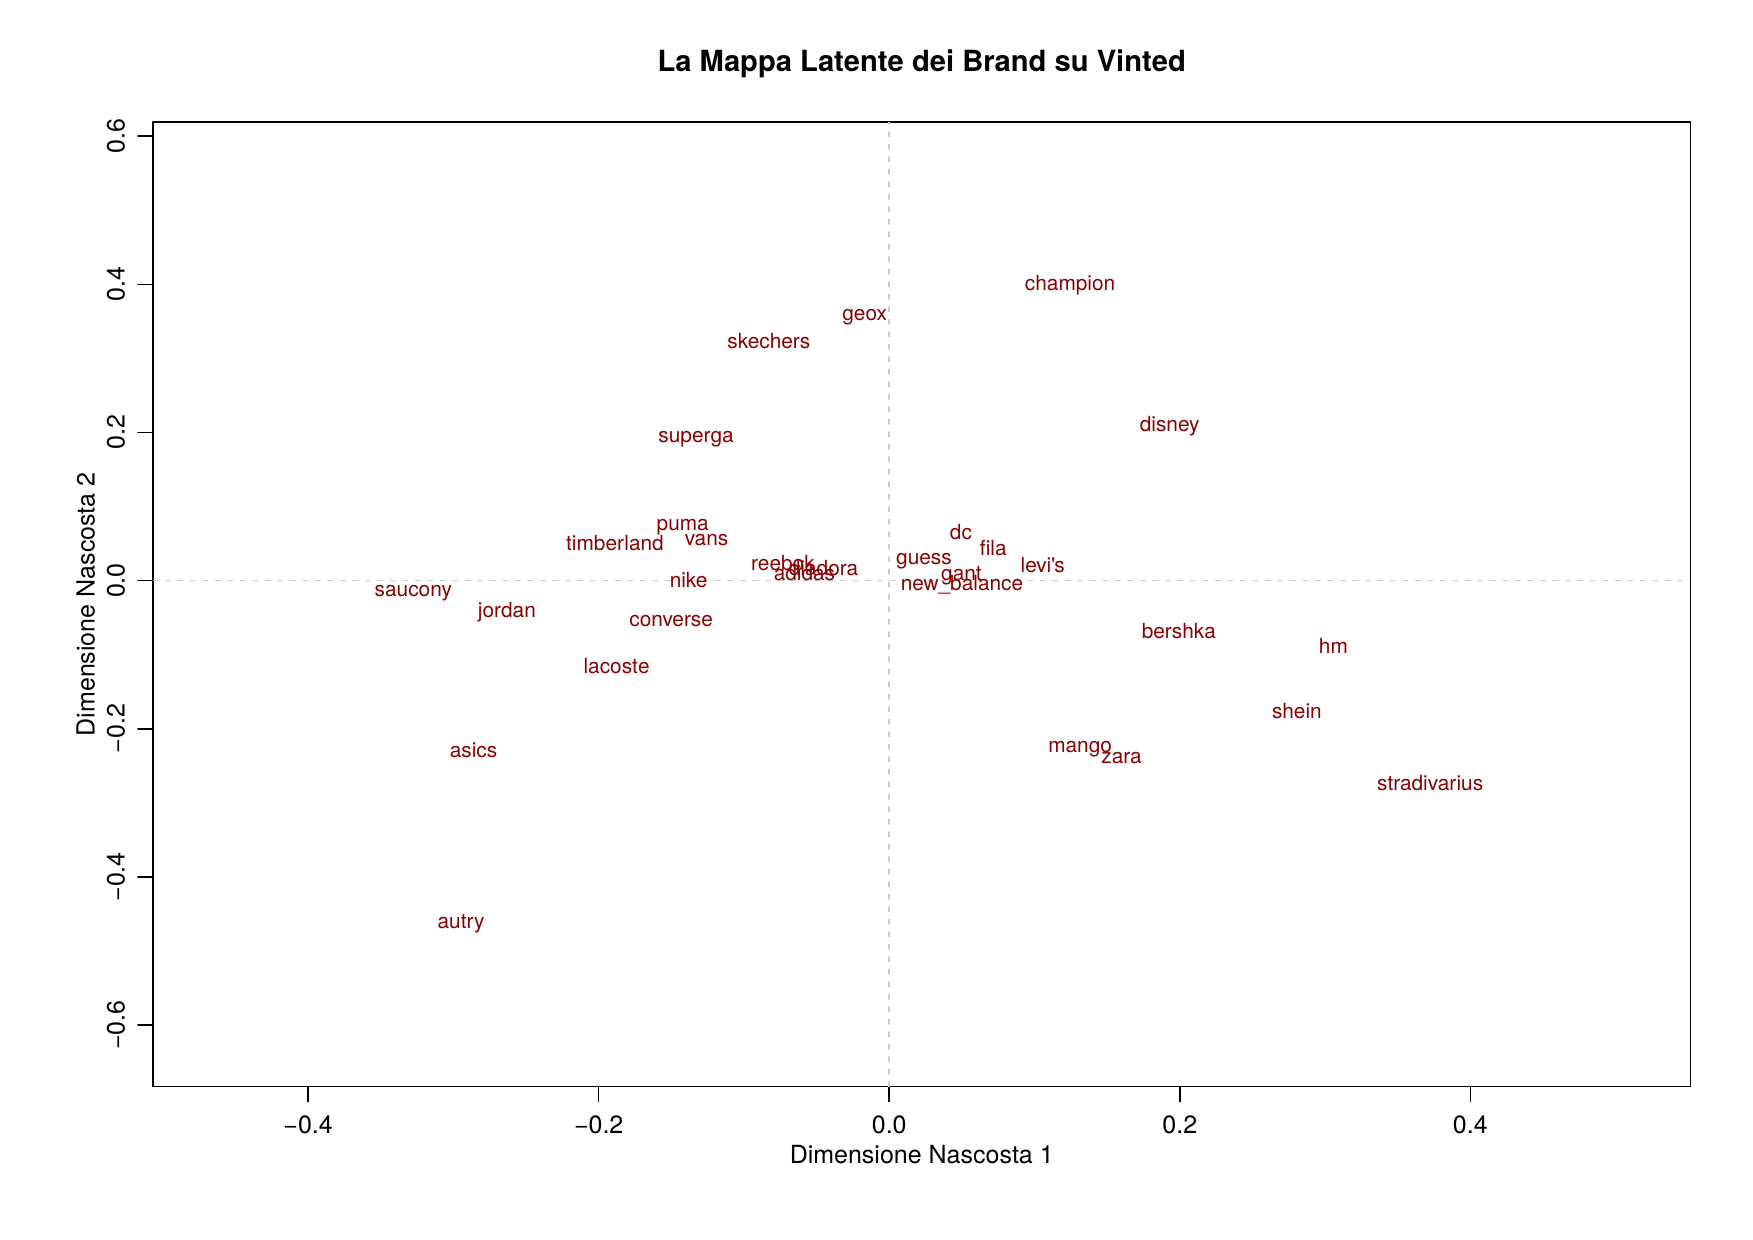 La Mappa Latente dei Brand su Vinted
0.6
0.4
0.2
0.0
−0.2
−0.4
−0.6
Dimensione Nascosta 2
champion
geox
skechers
disney
superga
puma
vans
timberland
dc
fila
guess
levi's
reebok
diadora
adidas
gant
new_balance
nike
saucony
jordan
converse
bershka
hm
lacoste
shein
mango
zara
asics
stradivarius
autry
−0.4
−0.2
0.0
0.2
0.4
Dimensione Nascosta 1